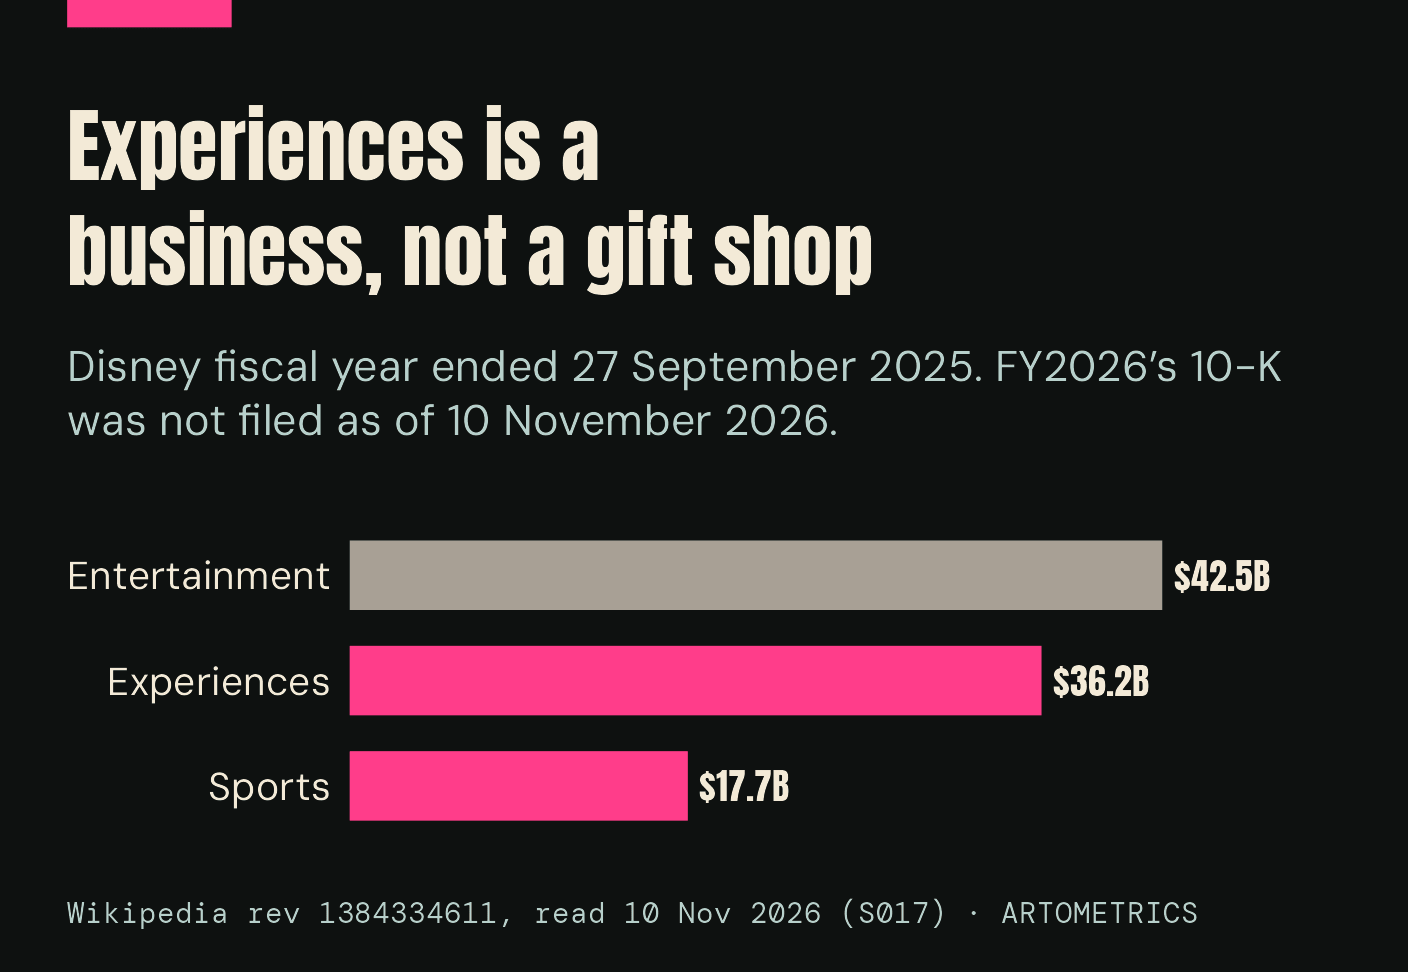 Experiences is a
business, not a gift shop
Disney fiscal year ended 27 September 2025. FY2026’s 10-K
was not filed as of 10 November 2026.
Entertainment $42.5B
Experiences $36.2B
Sports $17.7B
Wikipedia rev 1384334611, read 10 Nov 2026 (S017) · ARTOMETRICS